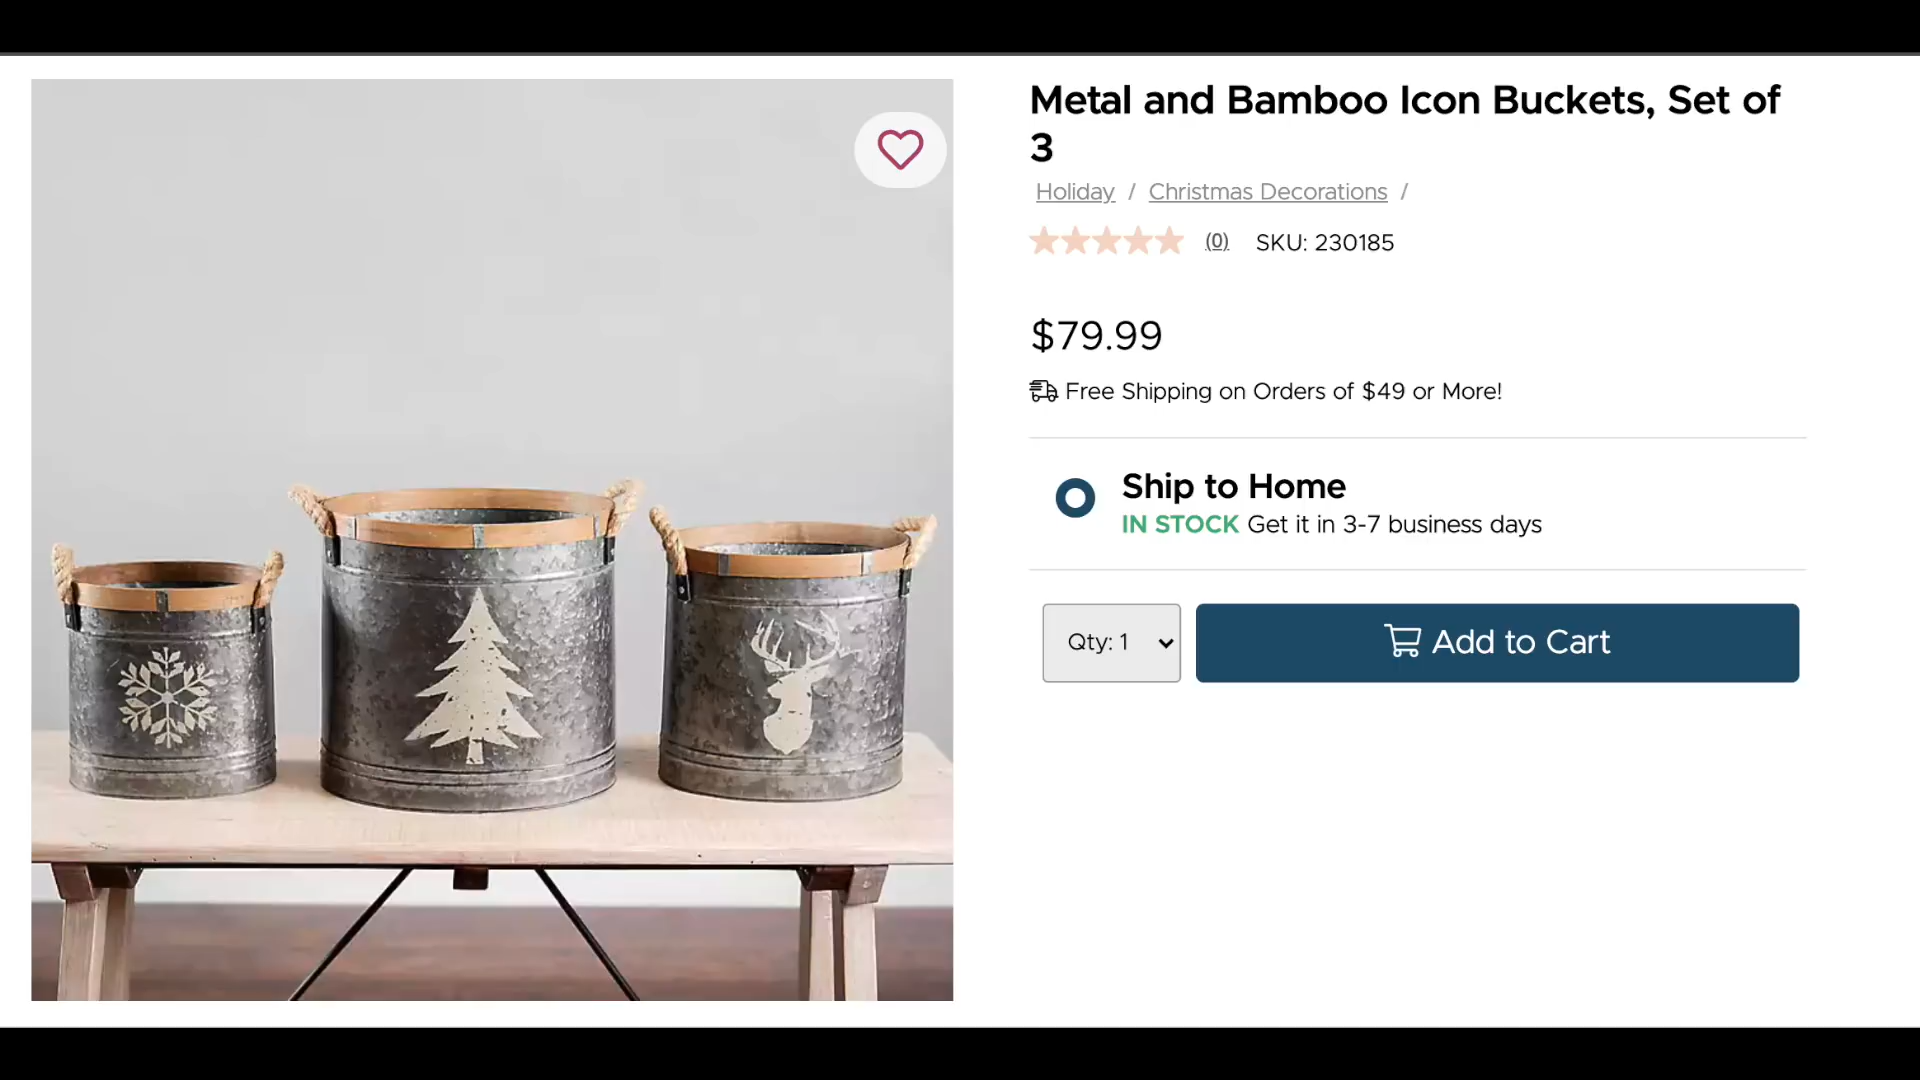 Metal and Bamboo Icon Buckets, Set of
3
Holiday / Christmas Decorations /
(0) SKU: 230185
$79.99
Free Shipping on Orders of $49 or More!
Ship to Home
IN STOCK Get it in 3-7 business days
Qty: 1
Add to Cart